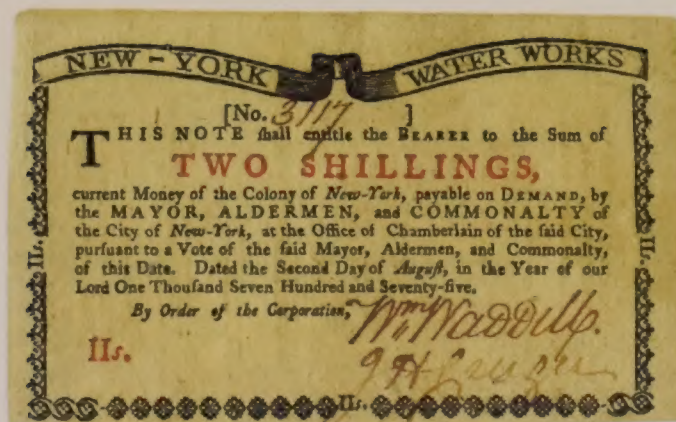 NEW-YORK WATER WORKS
[No. 3117 ]
THIS NOTE ſhall entitle the BEARER to the Sum of
TWO SHILLINGS,
current Money of the Colony of New-York, payable on DEMAND, by
the MAYOR, ALDERMEN, and COMMONALTY of
the City of New-York, at the Office of Chamberlain of the ſaid City,
purſuant to a Vote of the ſaid Mayor, Aldermen, and Commonalty,
of this Date. Dated the Second Day of Auguſt, in the Year of our
Lord One Thouſand Seven Hundred and Seventy-five.
By Order of the Corporation,
Wm Waddell
J H Cruger
IIs.
IIs.
IIs.
IIs.